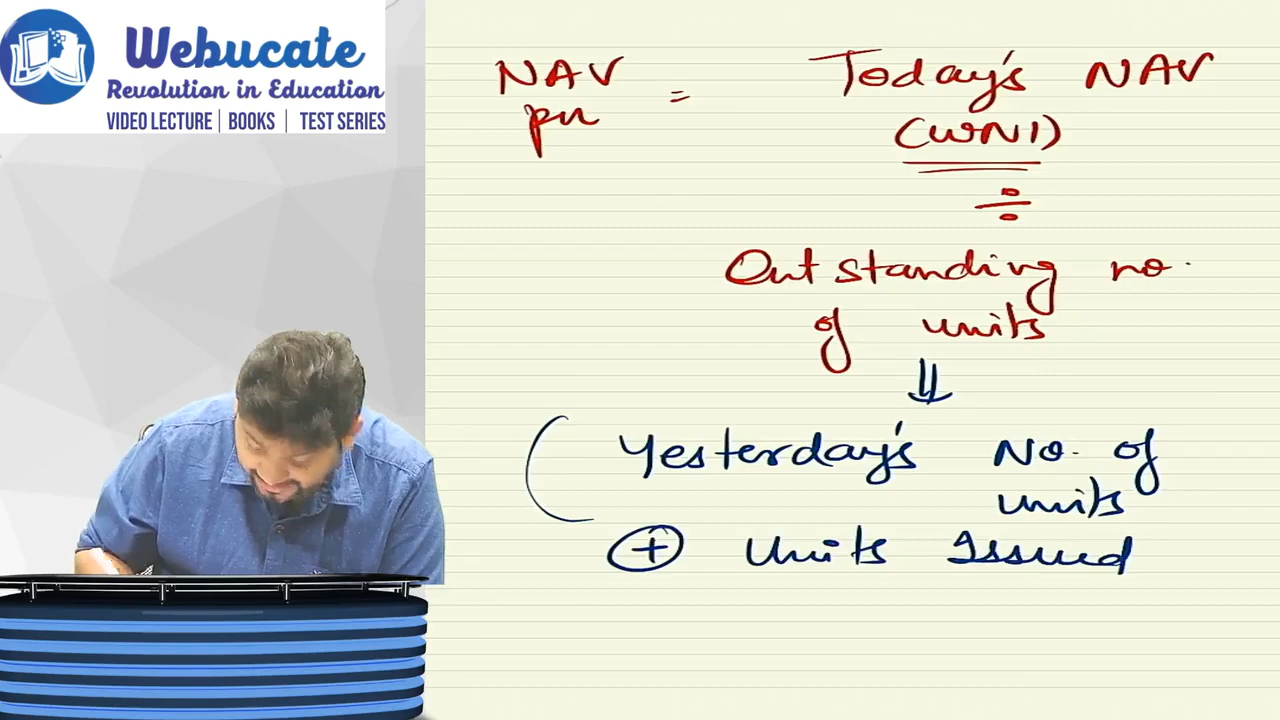 Webucate
Revolution in Education
VIDEO LECTURE | BOOKS | TEST SERIES
NAV = Today's NAV
pu (WN1)
÷
Outstanding no.
of units
⇓
( Yesterday's No. of
units
+ Units Issued